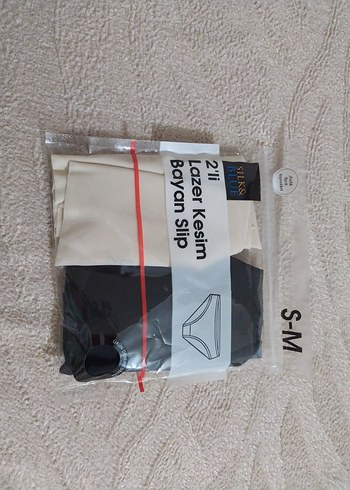 SILK&
BLUE
2'li
Lazer Kesim
Bayan Slip
S-M